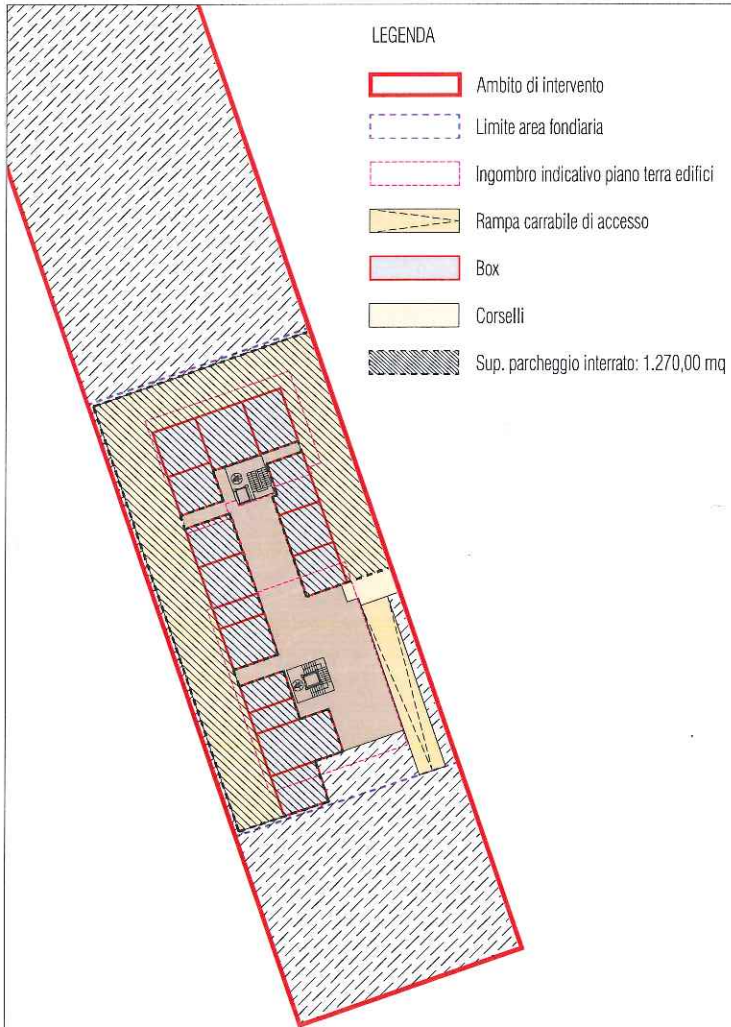 LEGENDA
Ambito di intervento
Limite area fondiaria
Ingombro indicativo piano terra edifici
Rampa carrabile di accesso
Box
Corselli
Sup. parcheggio interrato: 1.270,00 mq